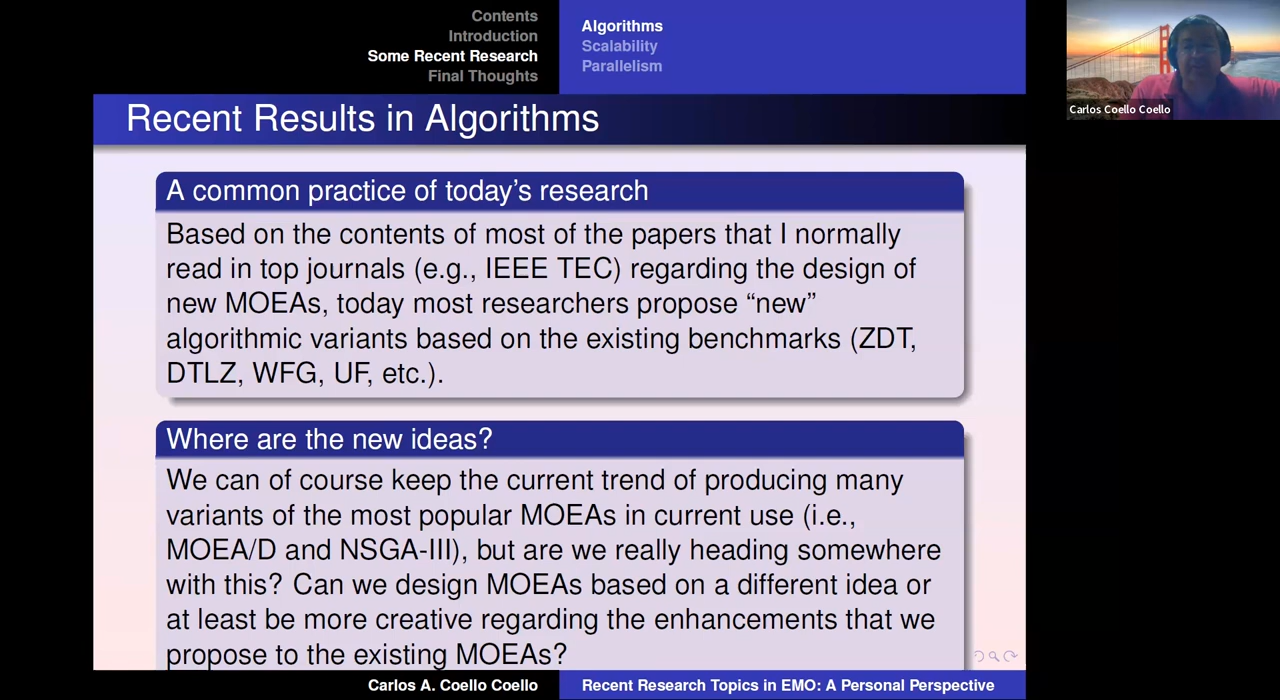 Contents
Introduction
Some Recent Research
Final Thoughts
Algorithms
Scalability
Parallelism
Carlos Coello Coello
Recent Results in Algorithms
A common practice of today's research
Based on the contents of most of the papers that I normally
read in top journals (e.g., IEEE TEC) regarding the design of
new MOEAs, today most researchers propose “new”
algorithmic variants based on the existing benchmarks (ZDT,
DTLZ, WFG, UF, etc.).
Where are the new ideas?
We can of course keep the current trend of producing many
variants of the most popular MOEAs in current use (i.e.,
MOEA/D and NSGA-III), but are we really heading somewhere
with this? Can we design MOEAs based on a different idea or
at least be more creative regarding the enhancements that we
propose to the existing MOEAs?
Carlos A. Coello Coello
Recent Research Topics in EMO: A Personal Perspective